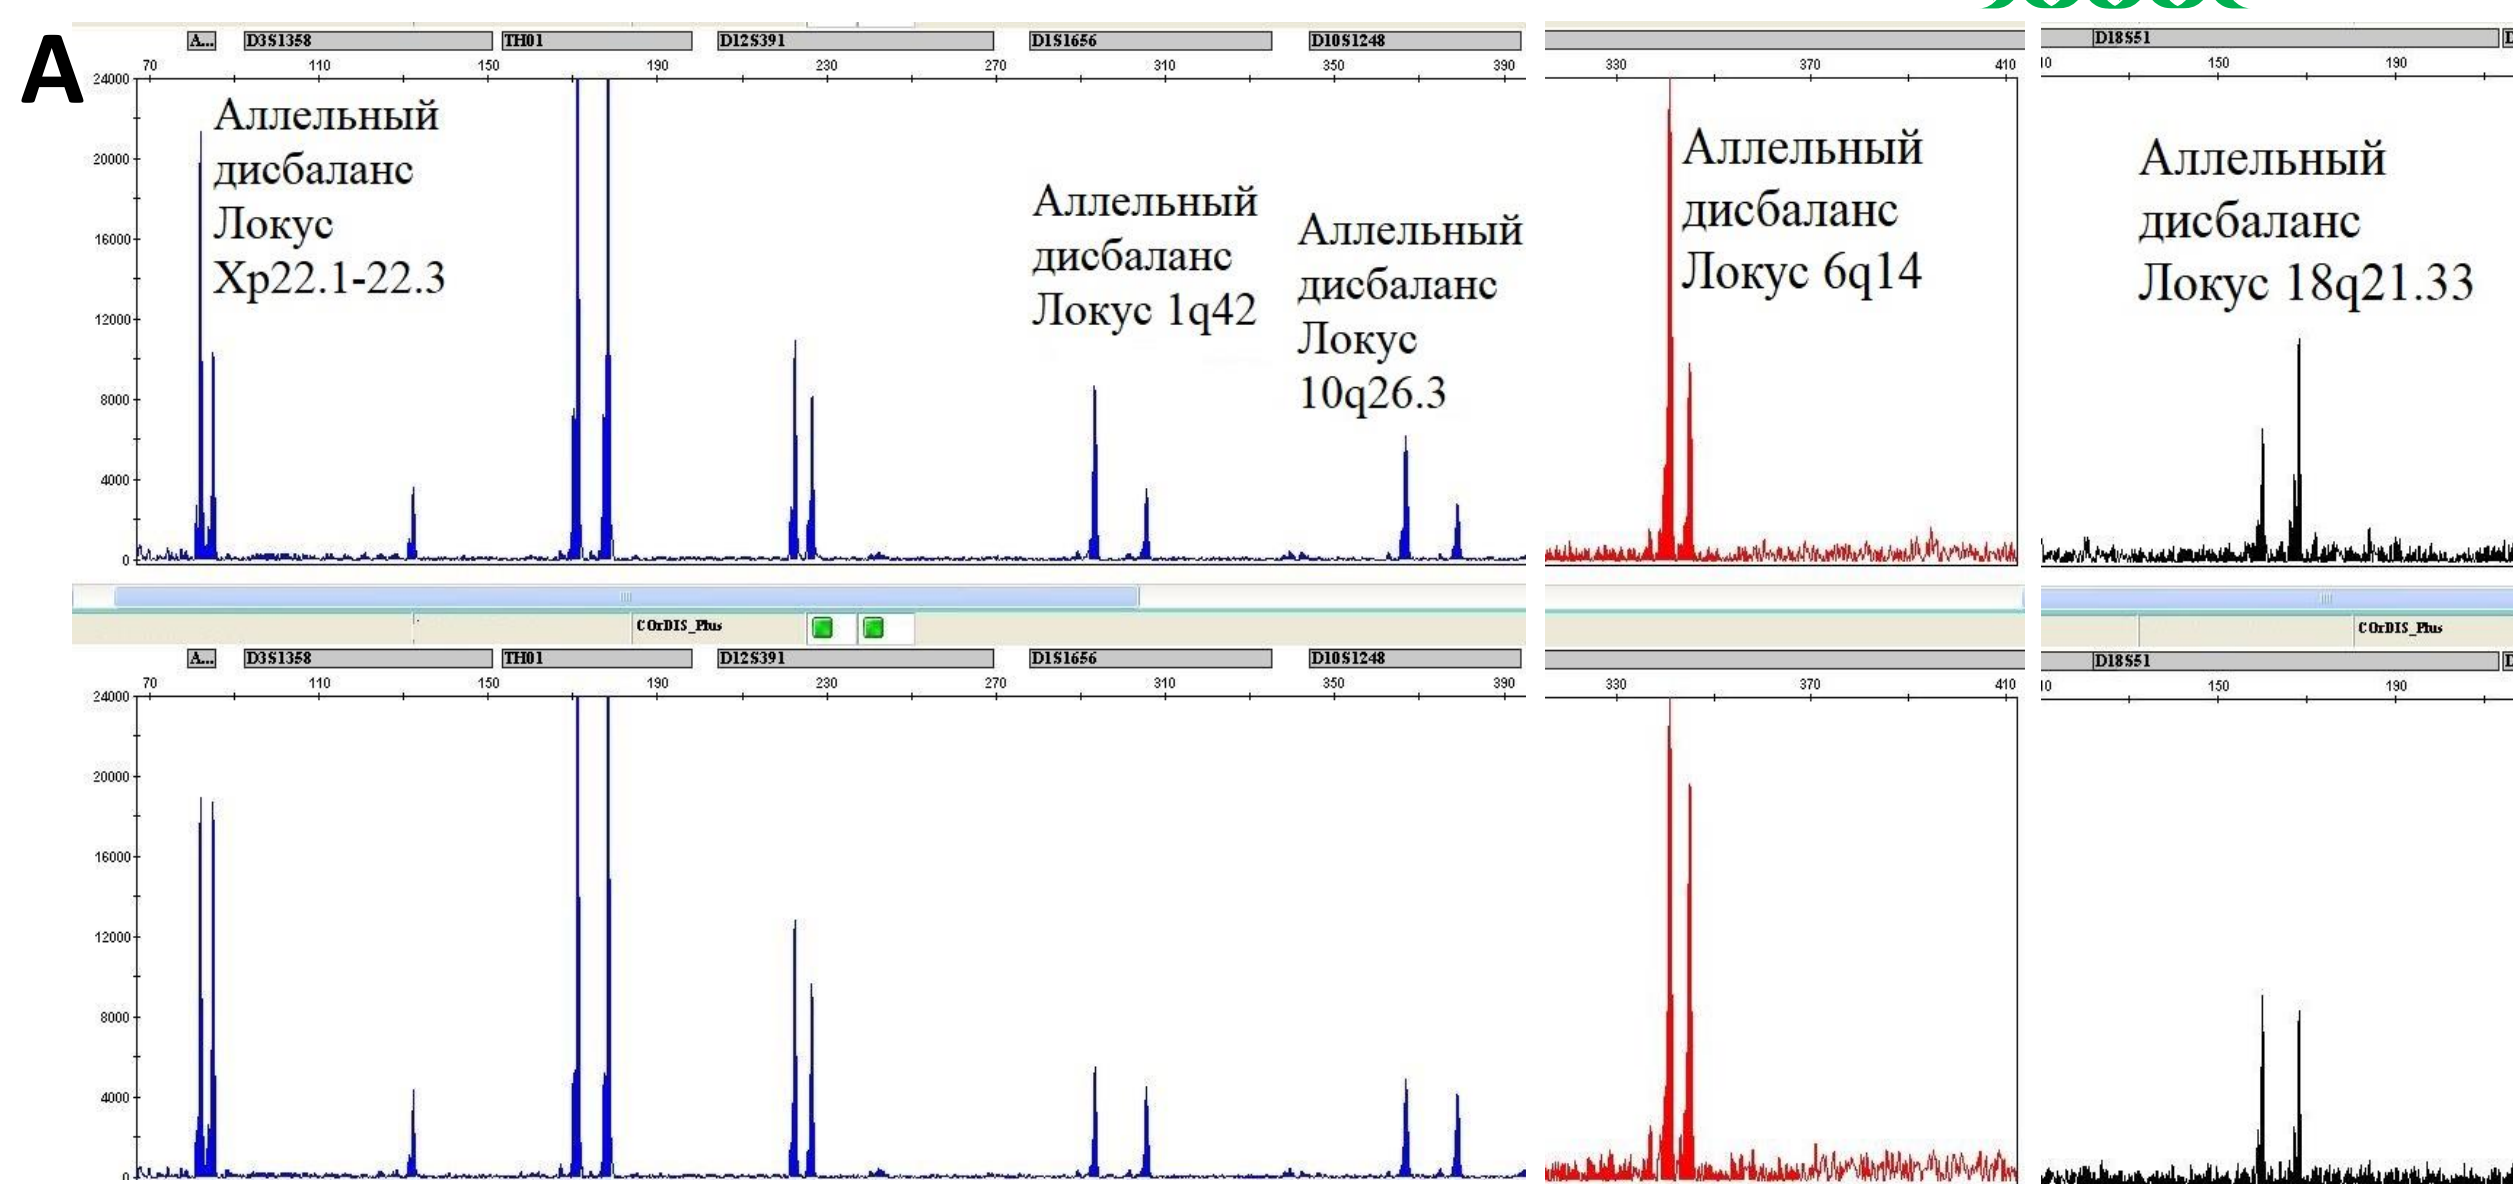 A
A... D3S1358 TH01 D12S391 D1S1656 D10S1248
70 110 150 190 230 270 310 350 390
24000
20000
16000
12000
8000
4000
0
Аллельный
дисбаланс
Локус
Xp22.1-22.3
Аллельный
дисбаланс
Локус 1q42
Аллельный
дисбаланс
Локус
10q26.3
330 370 410
Аллельный
дисбаланс
Локус 6q14
D18S51 D
10 150 190
Аллельный
дисбаланс
Локус 18q21.33
COrDIS_Plus
COrDIS_Plus
A... D3S1358 TH01 D12S391 D1S1656 D10S1248
70 110 150 190 230 270 310 350 390
24000
20000
16000
12000
8000
4000
0
330 370 410
D18S51 D
10 150 190